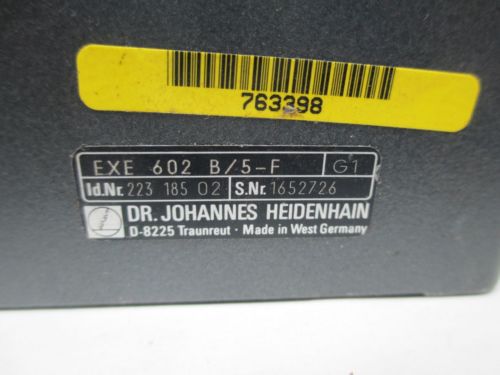 763398
EXE 602 B/5-F G1
Id.Nr. 223 185 02 S.Nr. 1652726
DR. JOHANNES HEIDENHAIN
D-8225 Traunreut · Made in West Germany